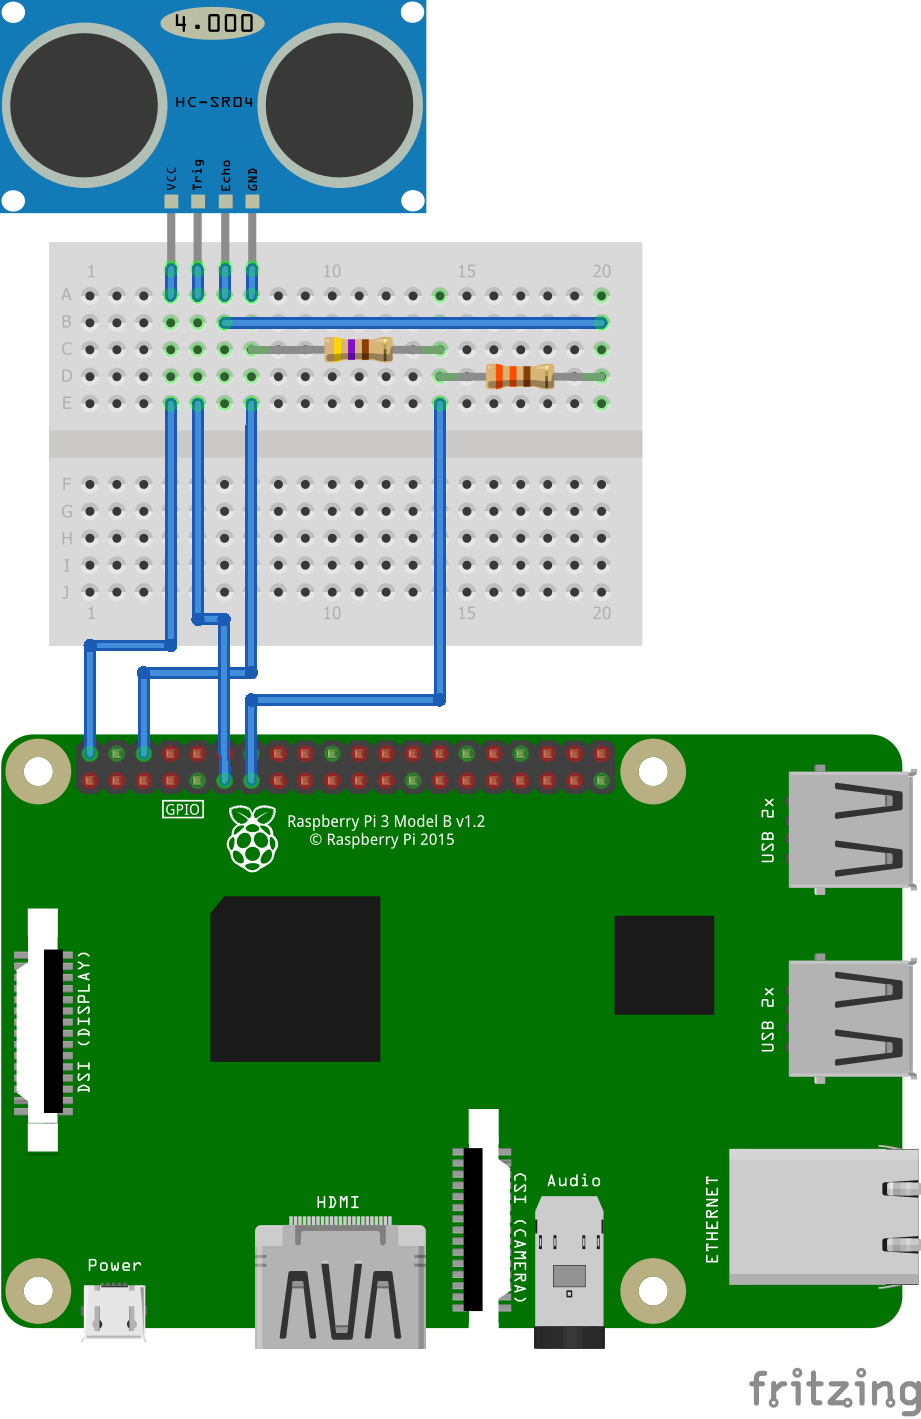 4.000
HC-SR04
VCC Trig Echo GND
1 10 15 20
A
B
C
D
E
F
G
H
I
J
1 10 15 20
GPIO
Raspberry Pi 3 Model B v1.2
© Raspberry Pi 2015
USB 2x
DSI (DISPLAY)
USB 2x
CSI (CAMERA)
Audio
ETHERNET
HDMI
Power
fritzing